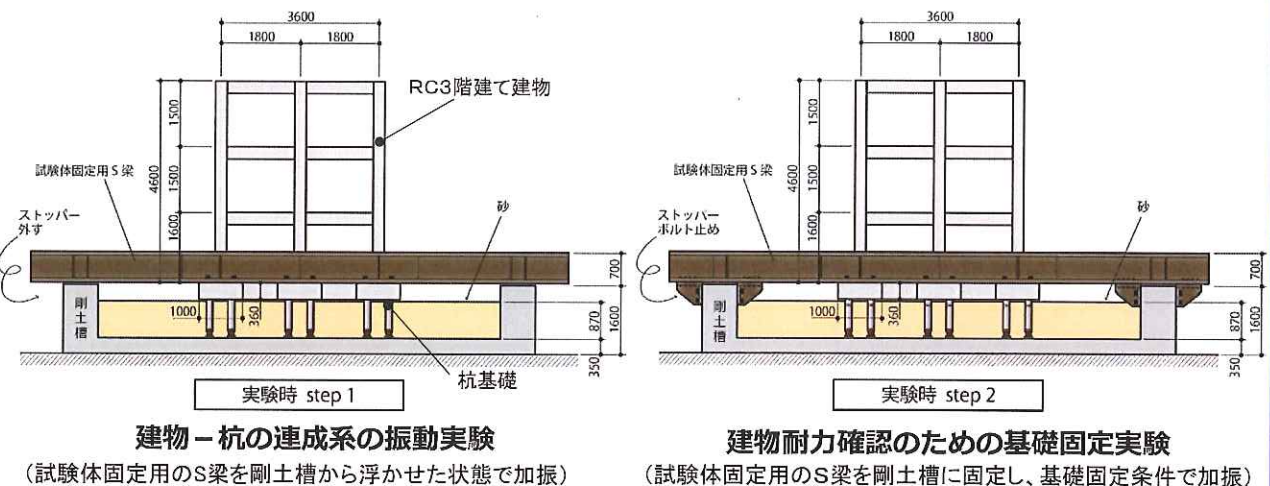 3600
1800
1800
RC3階建て建物
1500
1500
1600
4600
試験体固定用S梁
ストッパー
外す
砂
700
剛土槽
1000
360
870
1600
350
杭基礎
実験時 step 1
建物－杭の連成系の振動実験
(試験体固定用のS梁を剛土槽から浮かせた状態で加振)
3600
1800
1800
1500
1500
1600
4600
試験体固定用S梁
ストッパー
ボルト止め
砂
700
剛土槽
1000
360
870
1600
350
実験時 step 2
建物耐力確認のための基礎固定実験
(試験体固定用のS梁を剛土槽に固定し、基礎固定条件で加振)